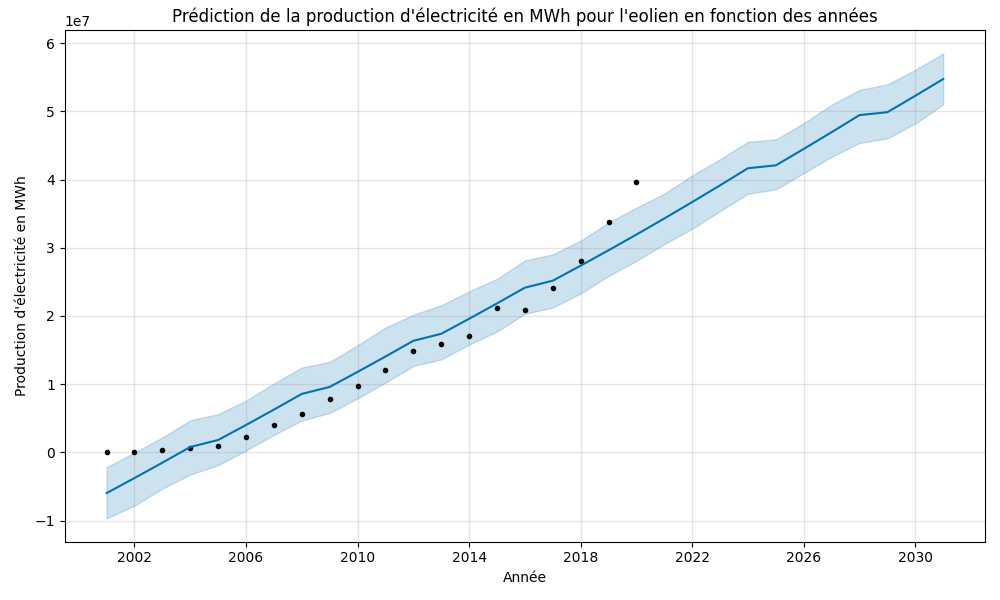 Prédiction de la production d'électricité en MWh pour l'eolien en fonction des années
1e7
6
5
4
3
2
1
0
−1
Production d'électricité en MWh
2002 2006 2010 2014 2018 2022 2026 2030
Année